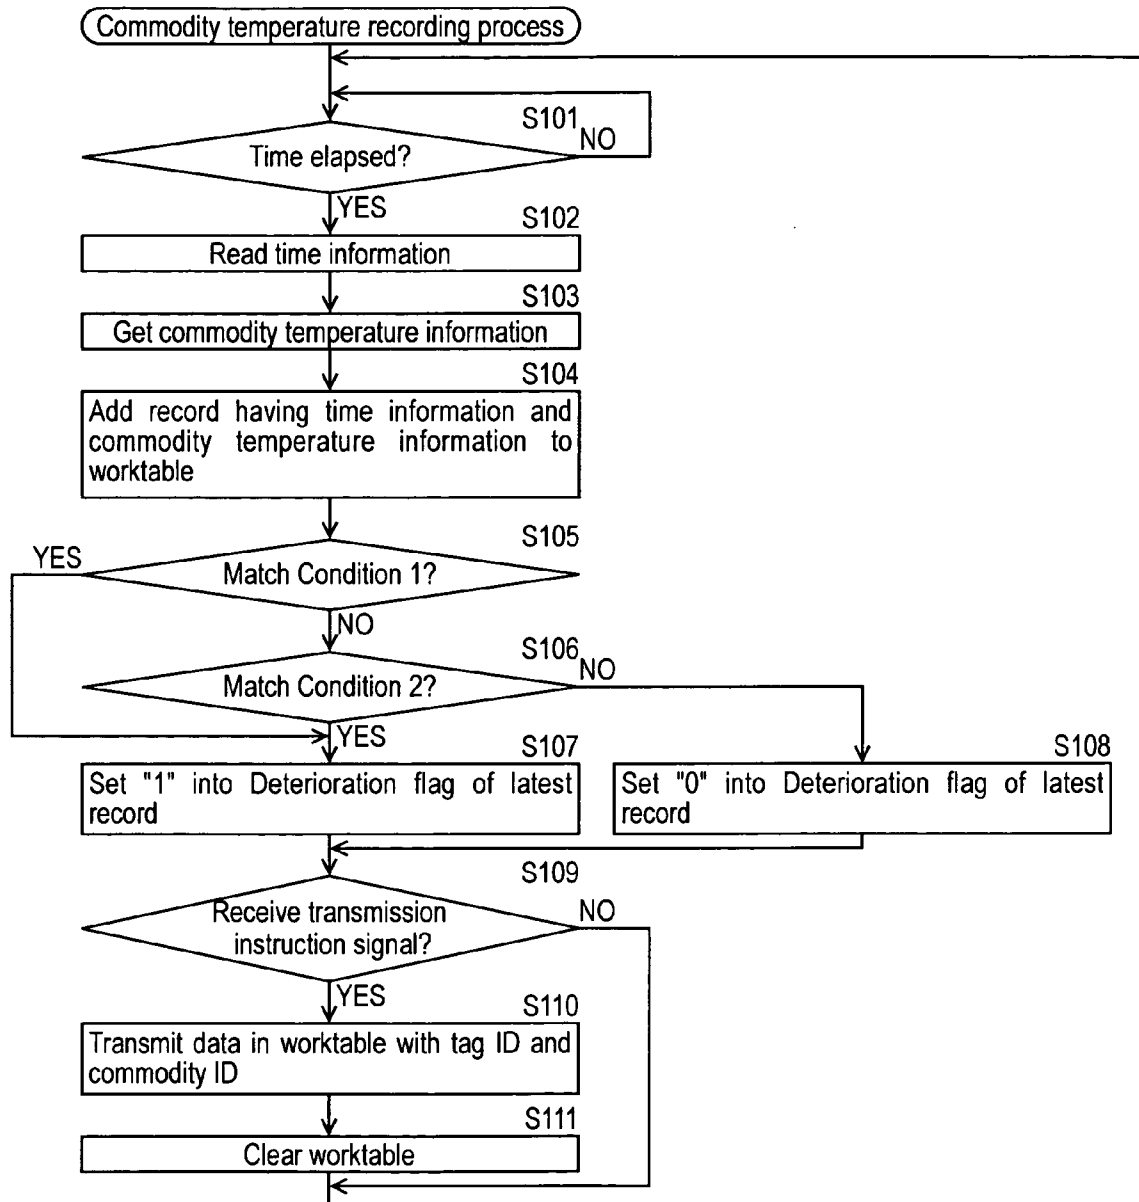 Commodity temperature recording process
S101
NO
Time elapsed?
YES
S102
Read time information
S103
Get commodity temperature information
S104
Add record having time information and
commodity temperature information to
worktable
S105
YES
Match Condition 1?
NO
S106
NO
Match Condition 2?
YES
S107
S108
Set "1" into Deterioration flag of latest
record
Set "0" into Deterioration flag of latest
record
S109
Receive transmission
instruction signal?
NO
YES
S110
Transmit data in worktable with tag ID and
commodity ID
S111
Clear worktable